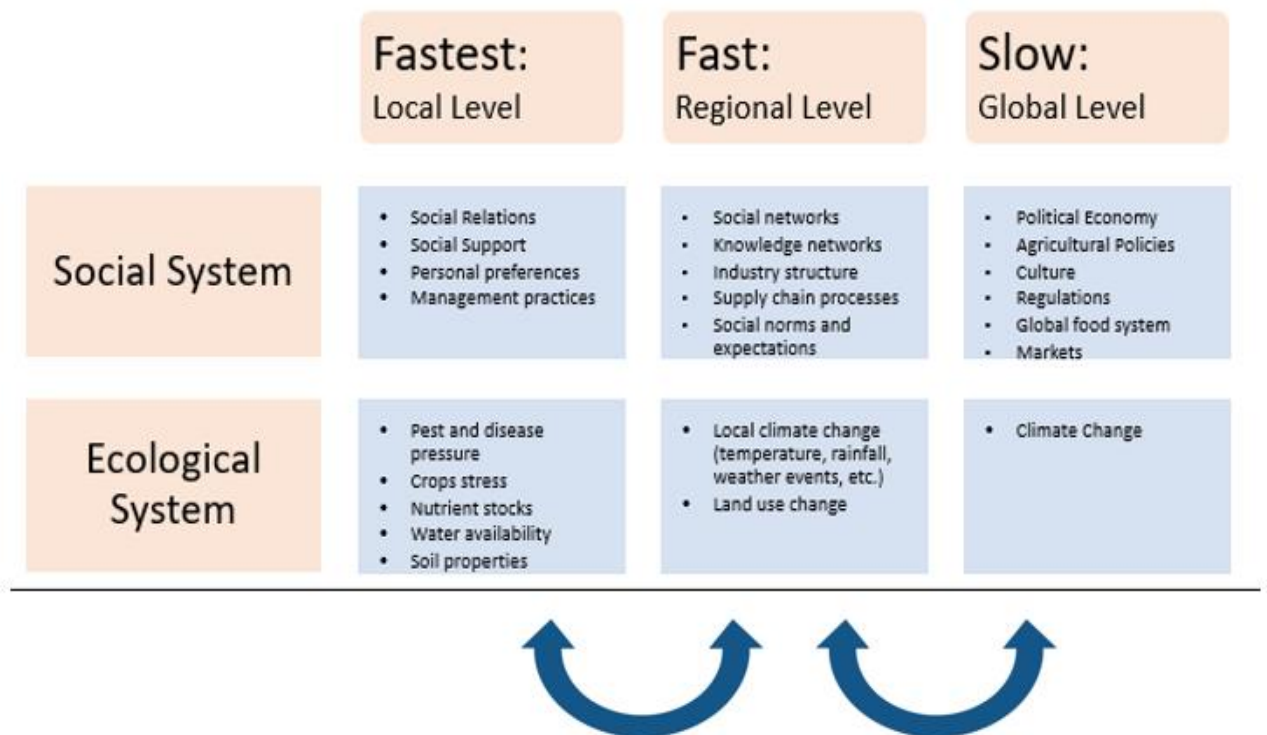 Fastest:
Local Level
Fast:
Regional Level
Slow:
Global Level
Social System
• Social Relations
• Social Support
• Personal preferences
• Management practices
• Social networks
• Knowledge networks
• Industry structure
• Supply chain processes
• Social norms and
expectations
• Political Economy
• Agricultural Policies
• Culture
• Regulations
• Global food system
• Markets
Ecological
System
• Pest and disease
pressure
• Crops stress
• Nutrient stocks
• Water availability
• Soil properties
• Local climate change
(temperature, rainfall,
weather events, etc.)
• Land use change
• Climate Change